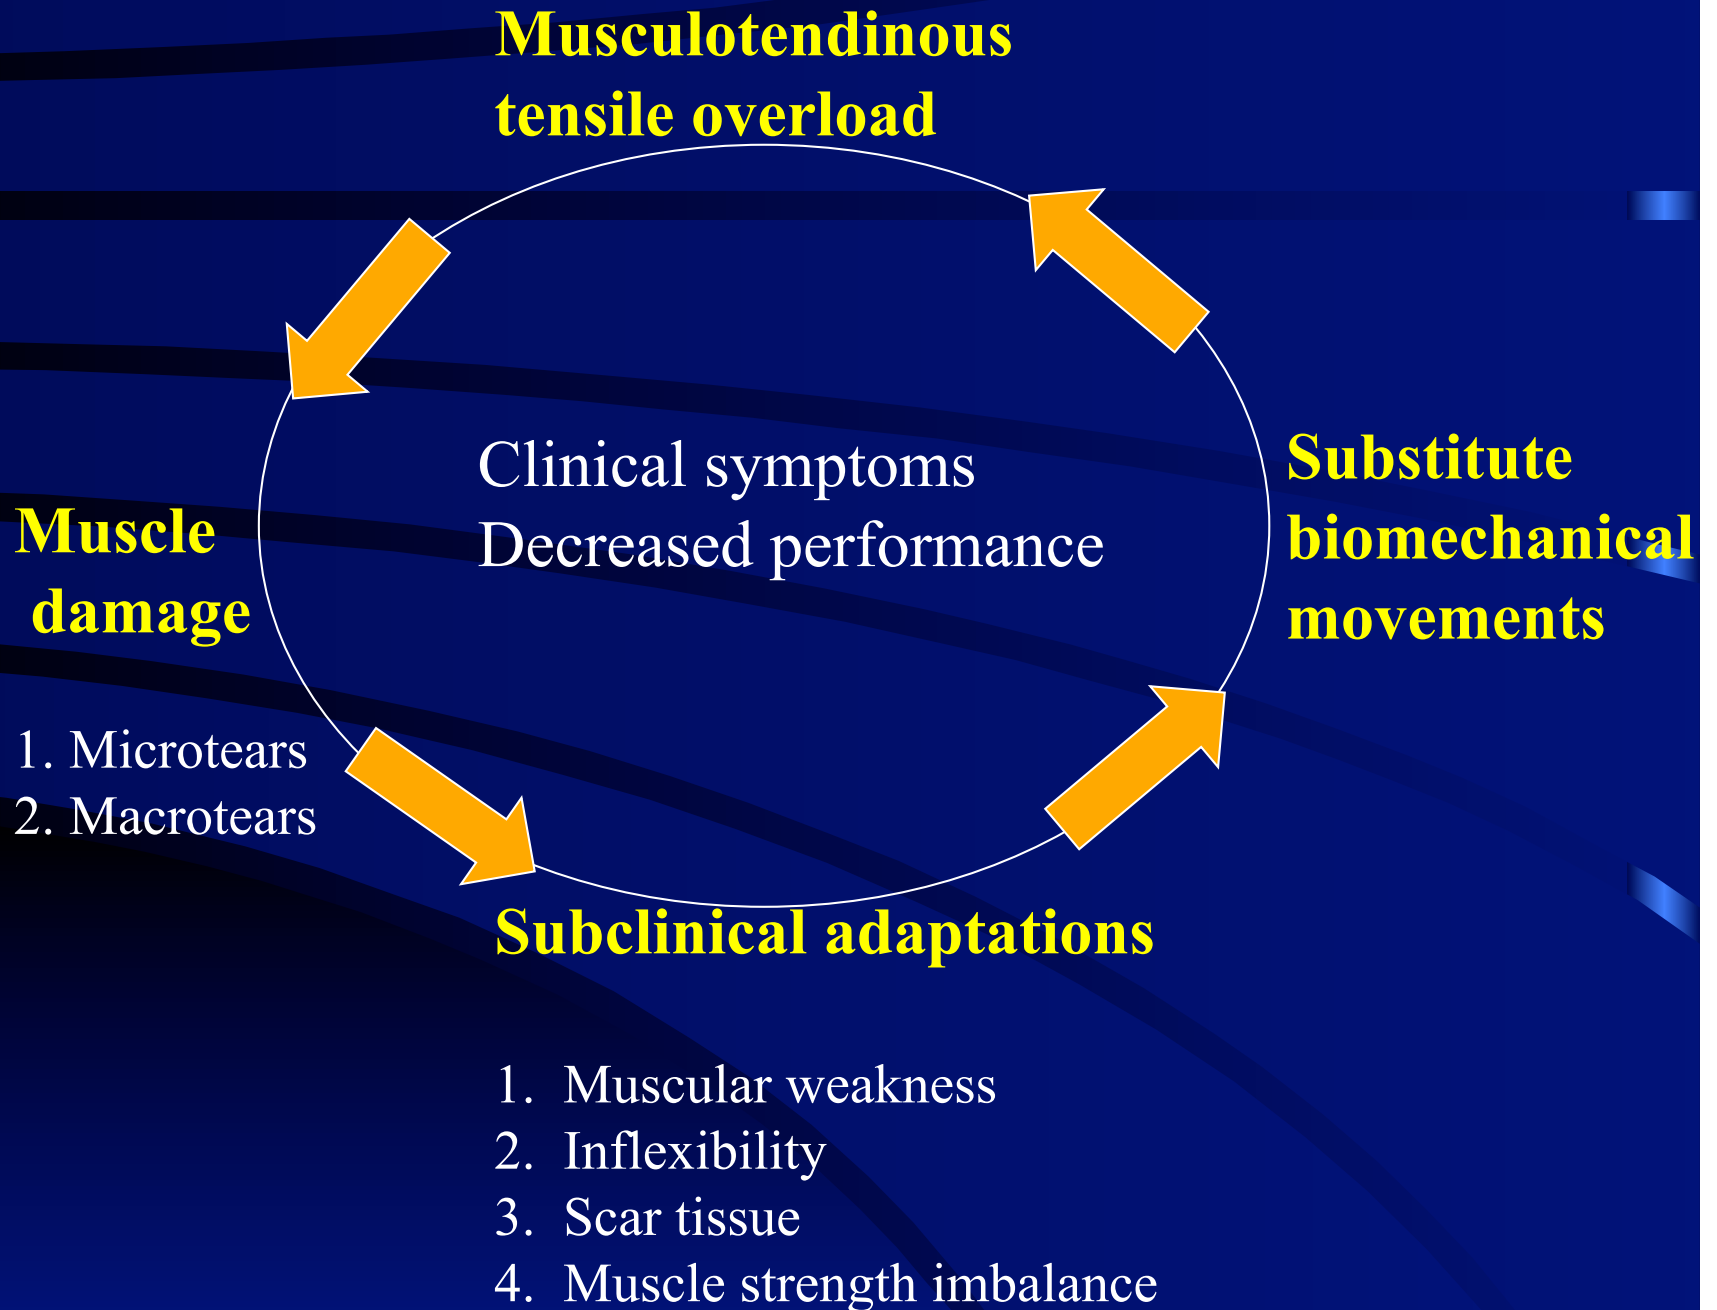 Musculotendinous
tensile overload
Clinical symptoms
Decreased performance
Substitute
biomechanical
movements
Muscle
damage
1. Microtears
2. Macrotears
Subclinical adaptations
1. Muscular weakness
2. Inflexibility
3. Scar tissue
4. Muscle strength imbalance